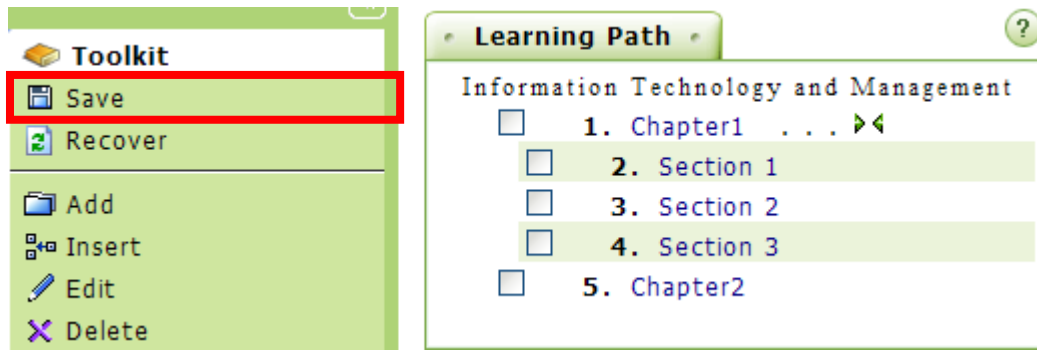 Toolkit
Save
Recover
Add
Insert
Edit
Delete
Learning Path
?
Information Technology and Management
1. Chapter1 ...
2. Section 1
3. Section 2
4. Section 3
5. Chapter2